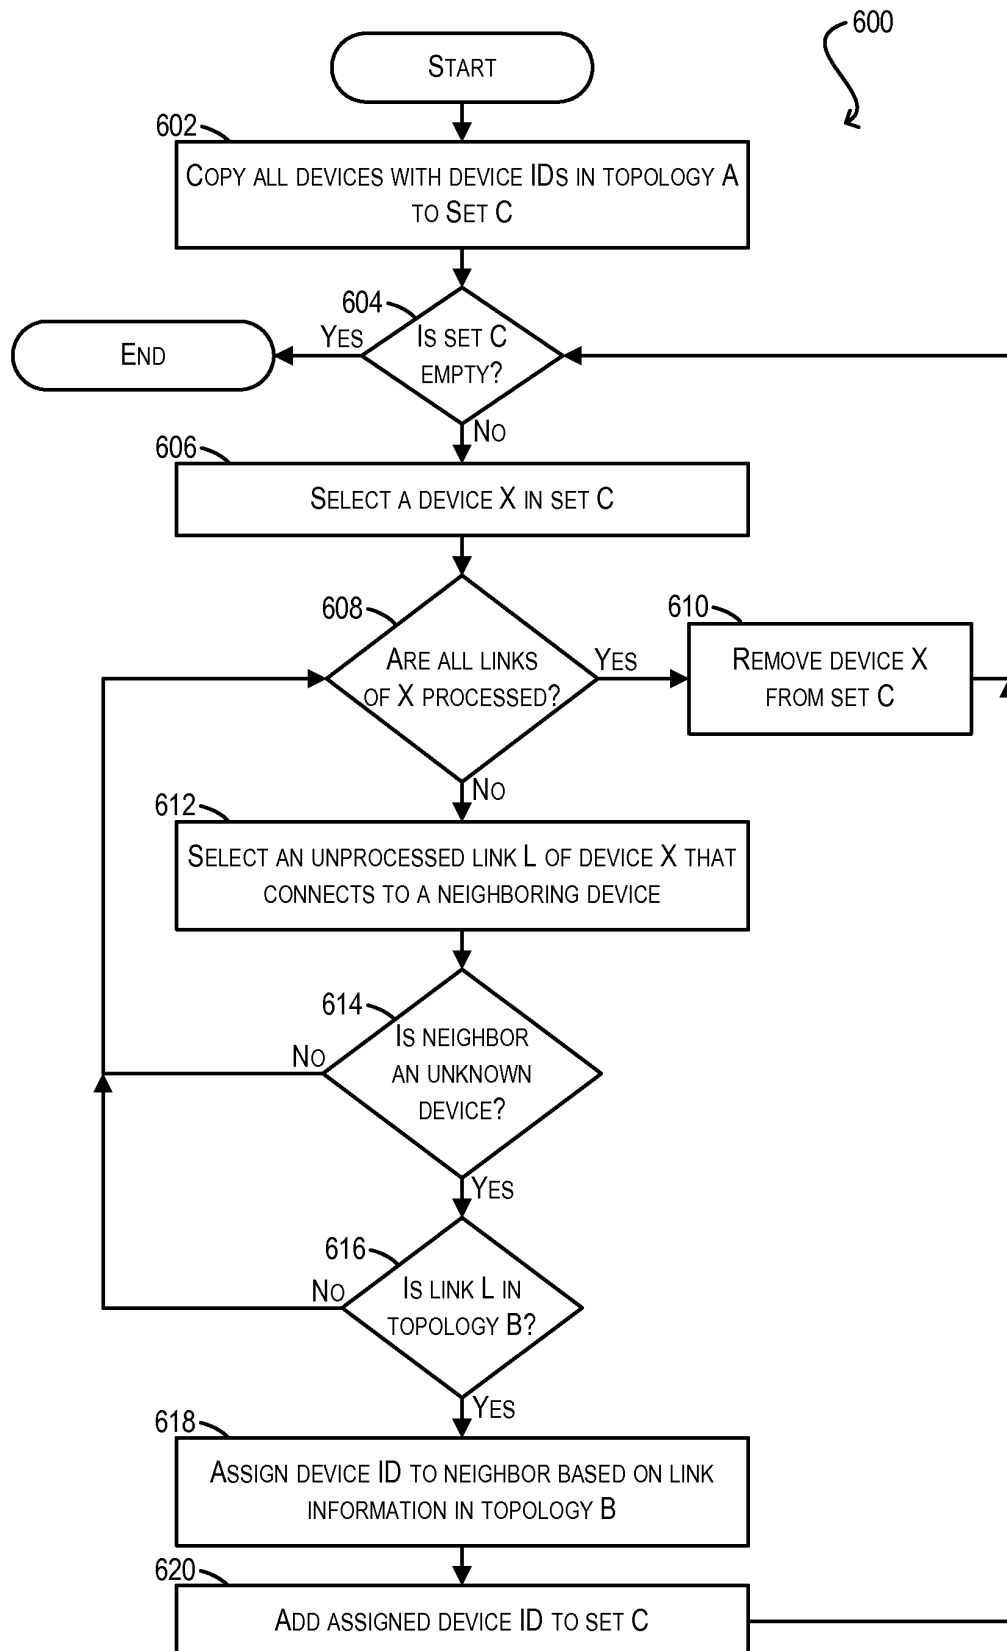 600
START
602
COPY ALL DEVICES WITH DEVICE IDS IN TOPOLOGY A
TO SET C
604
YES
IS SET C
EMPTY?
END
NO
606
SELECT A DEVICE X IN SET C
608
ARE ALL LINKS
OF X PROCESSED?
YES
610
REMOVE DEVICE X
FROM SET C
NO
612
SELECT AN UNPROCESSED LINK L OF DEVICE X THAT
CONNECTS TO A NEIGHBORING DEVICE
614
NO
IS NEIGHBOR
AN UNKNOWN
DEVICE?
YES
616
NO
IS LINK L IN
TOPOLOGY B?
YES
618
ASSIGN DEVICE ID TO NEIGHBOR BASED ON LINK
INFORMATION IN TOPOLOGY B
620
ADD ASSIGNED DEVICE ID TO SET C